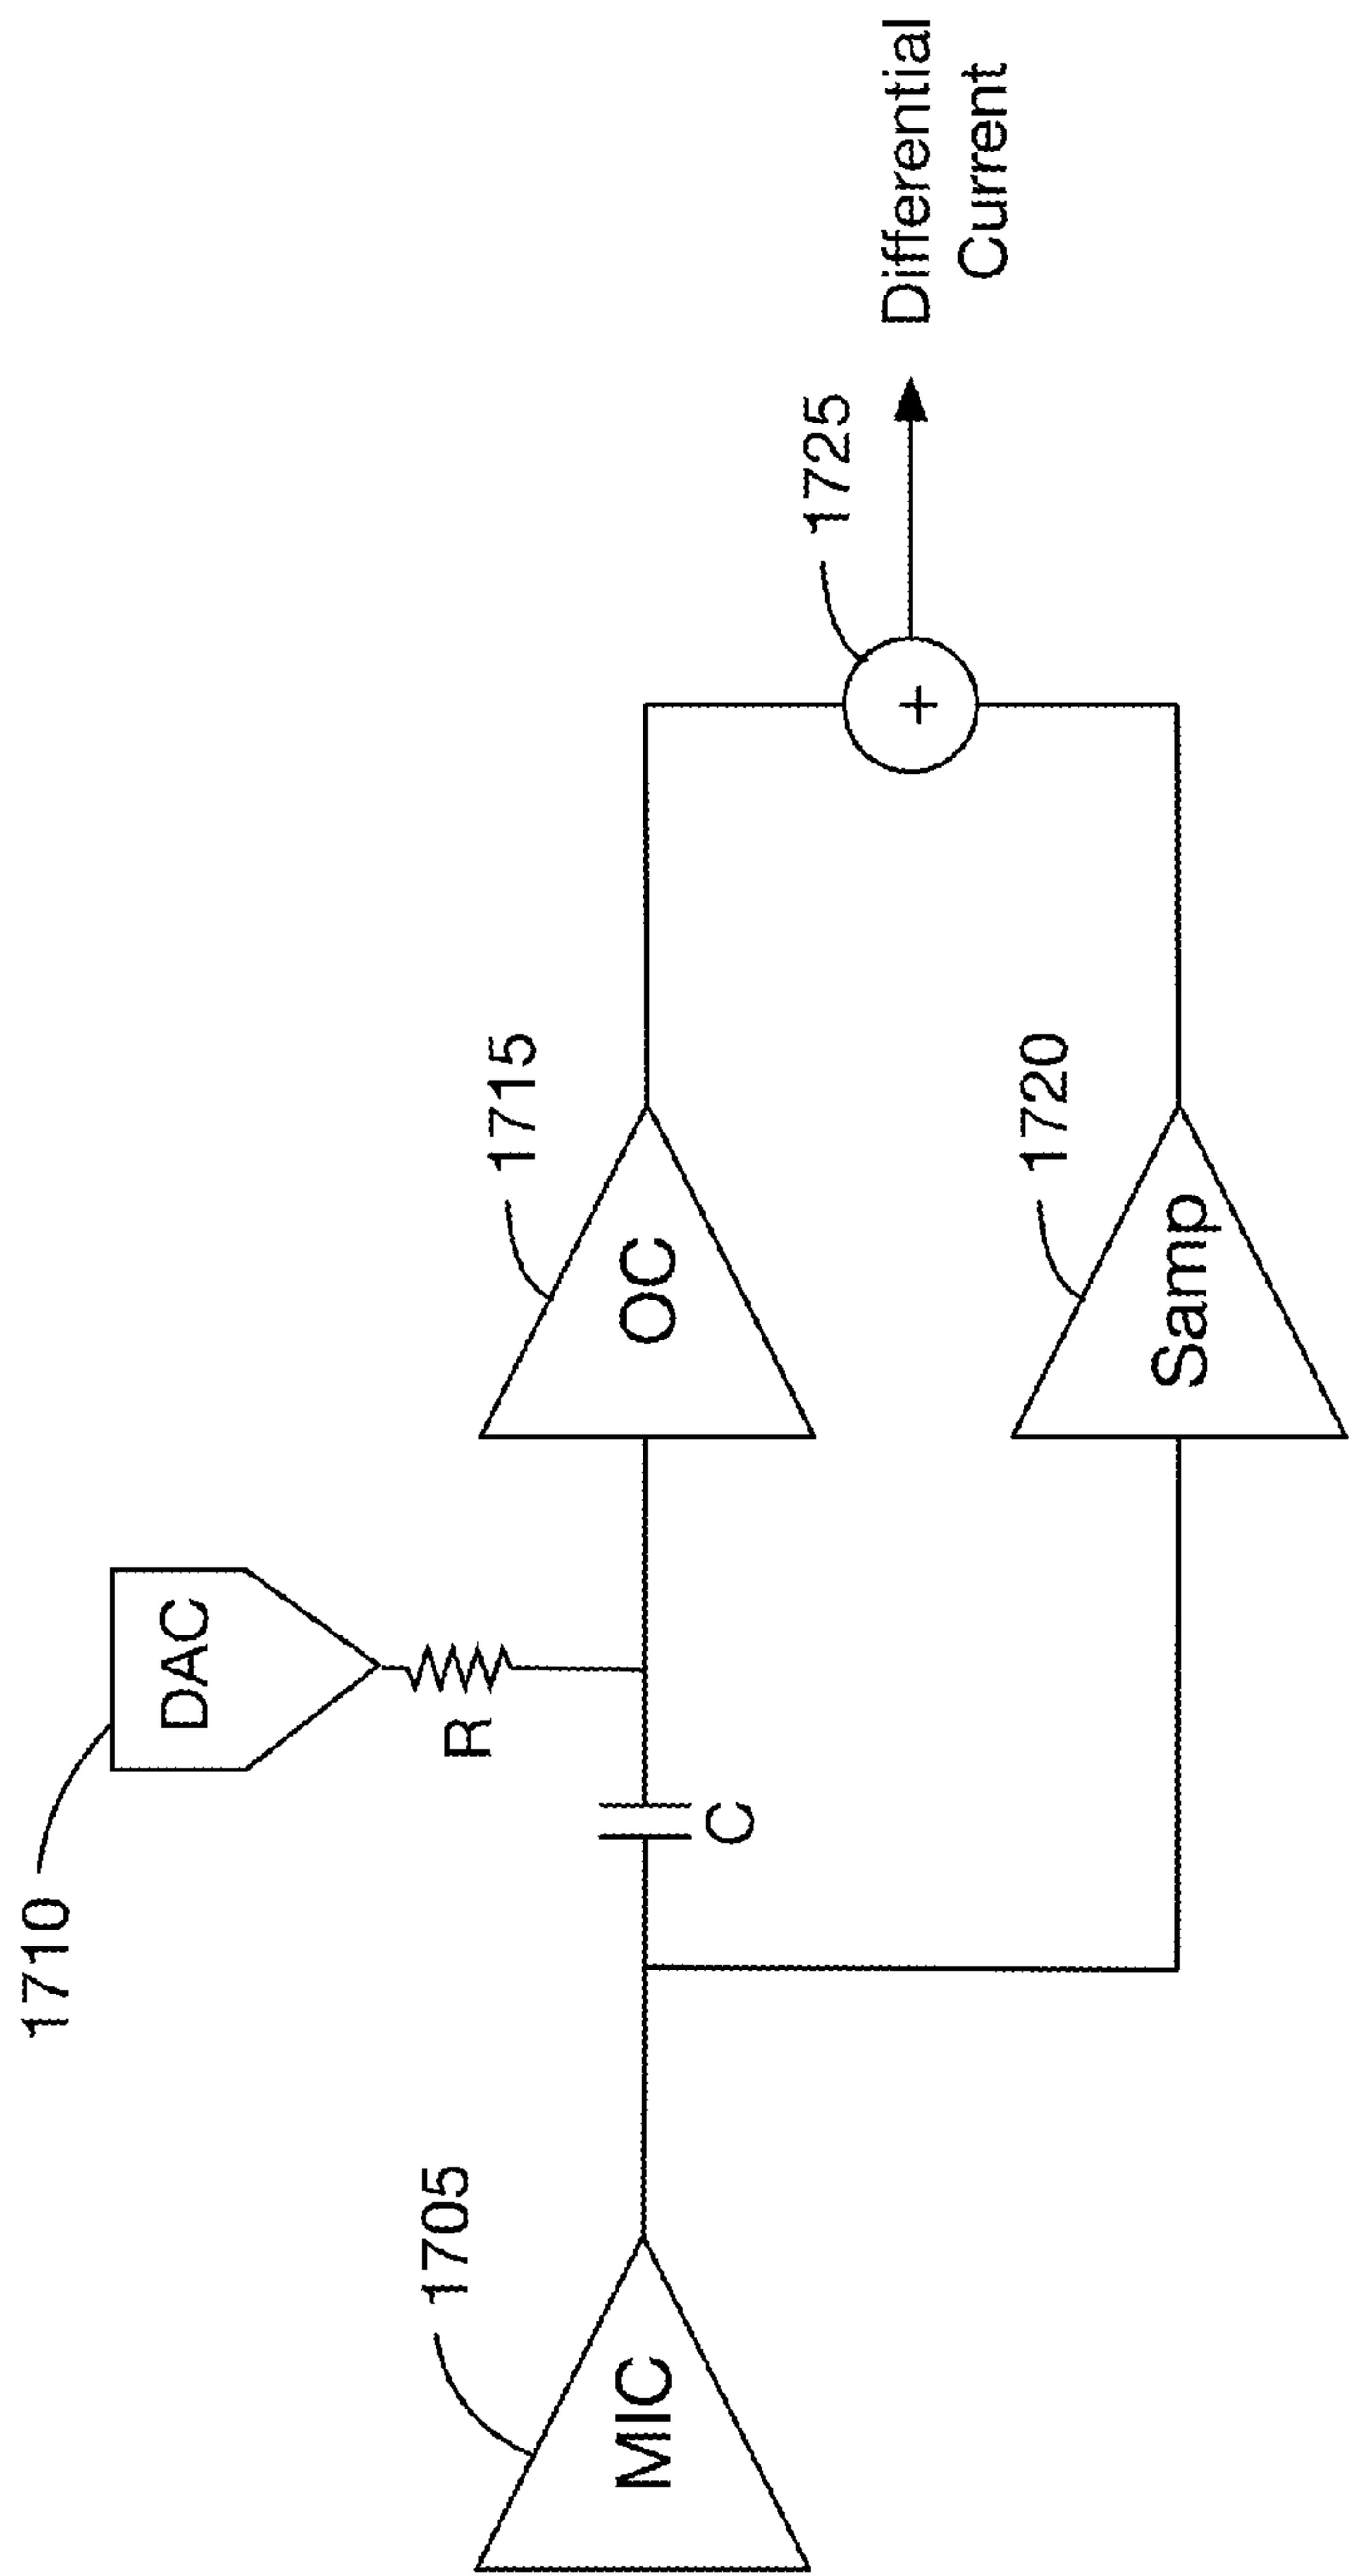 1710
DAC
R
C
1705
MIC
1715
OC
1720
Samp
1725
+
Differential
Current